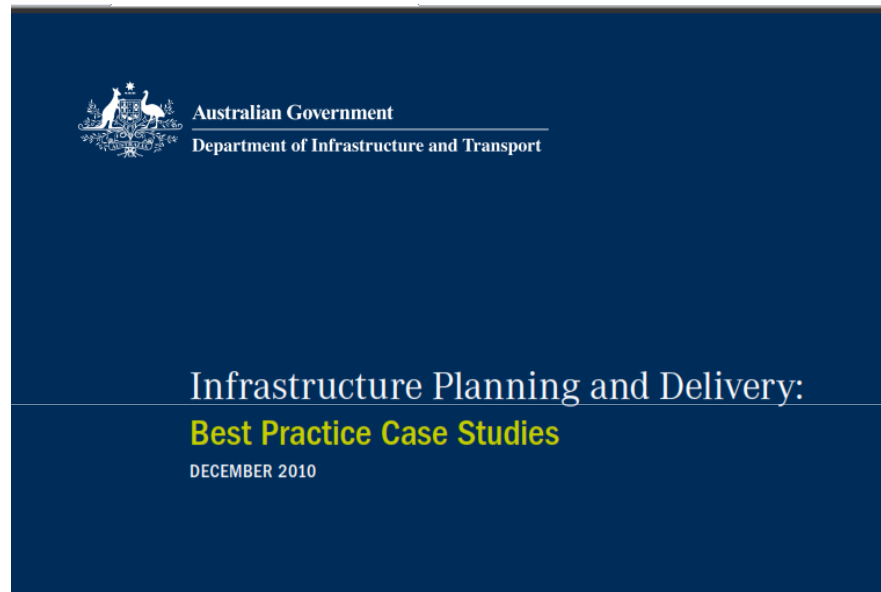 Australian Government
Department of Infrastructure and Transport
Infrastructure Planning and Delivery:
Best Practice Case Studies
DECEMBER 2010